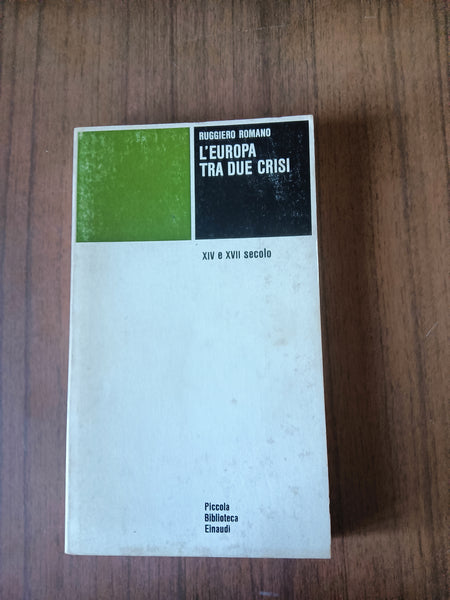 RUGGIERO ROMANO
L'EUROPA
TRA DUE CRISI
XIV e XVII secolo
Piccola
Biblioteca
Einaudi